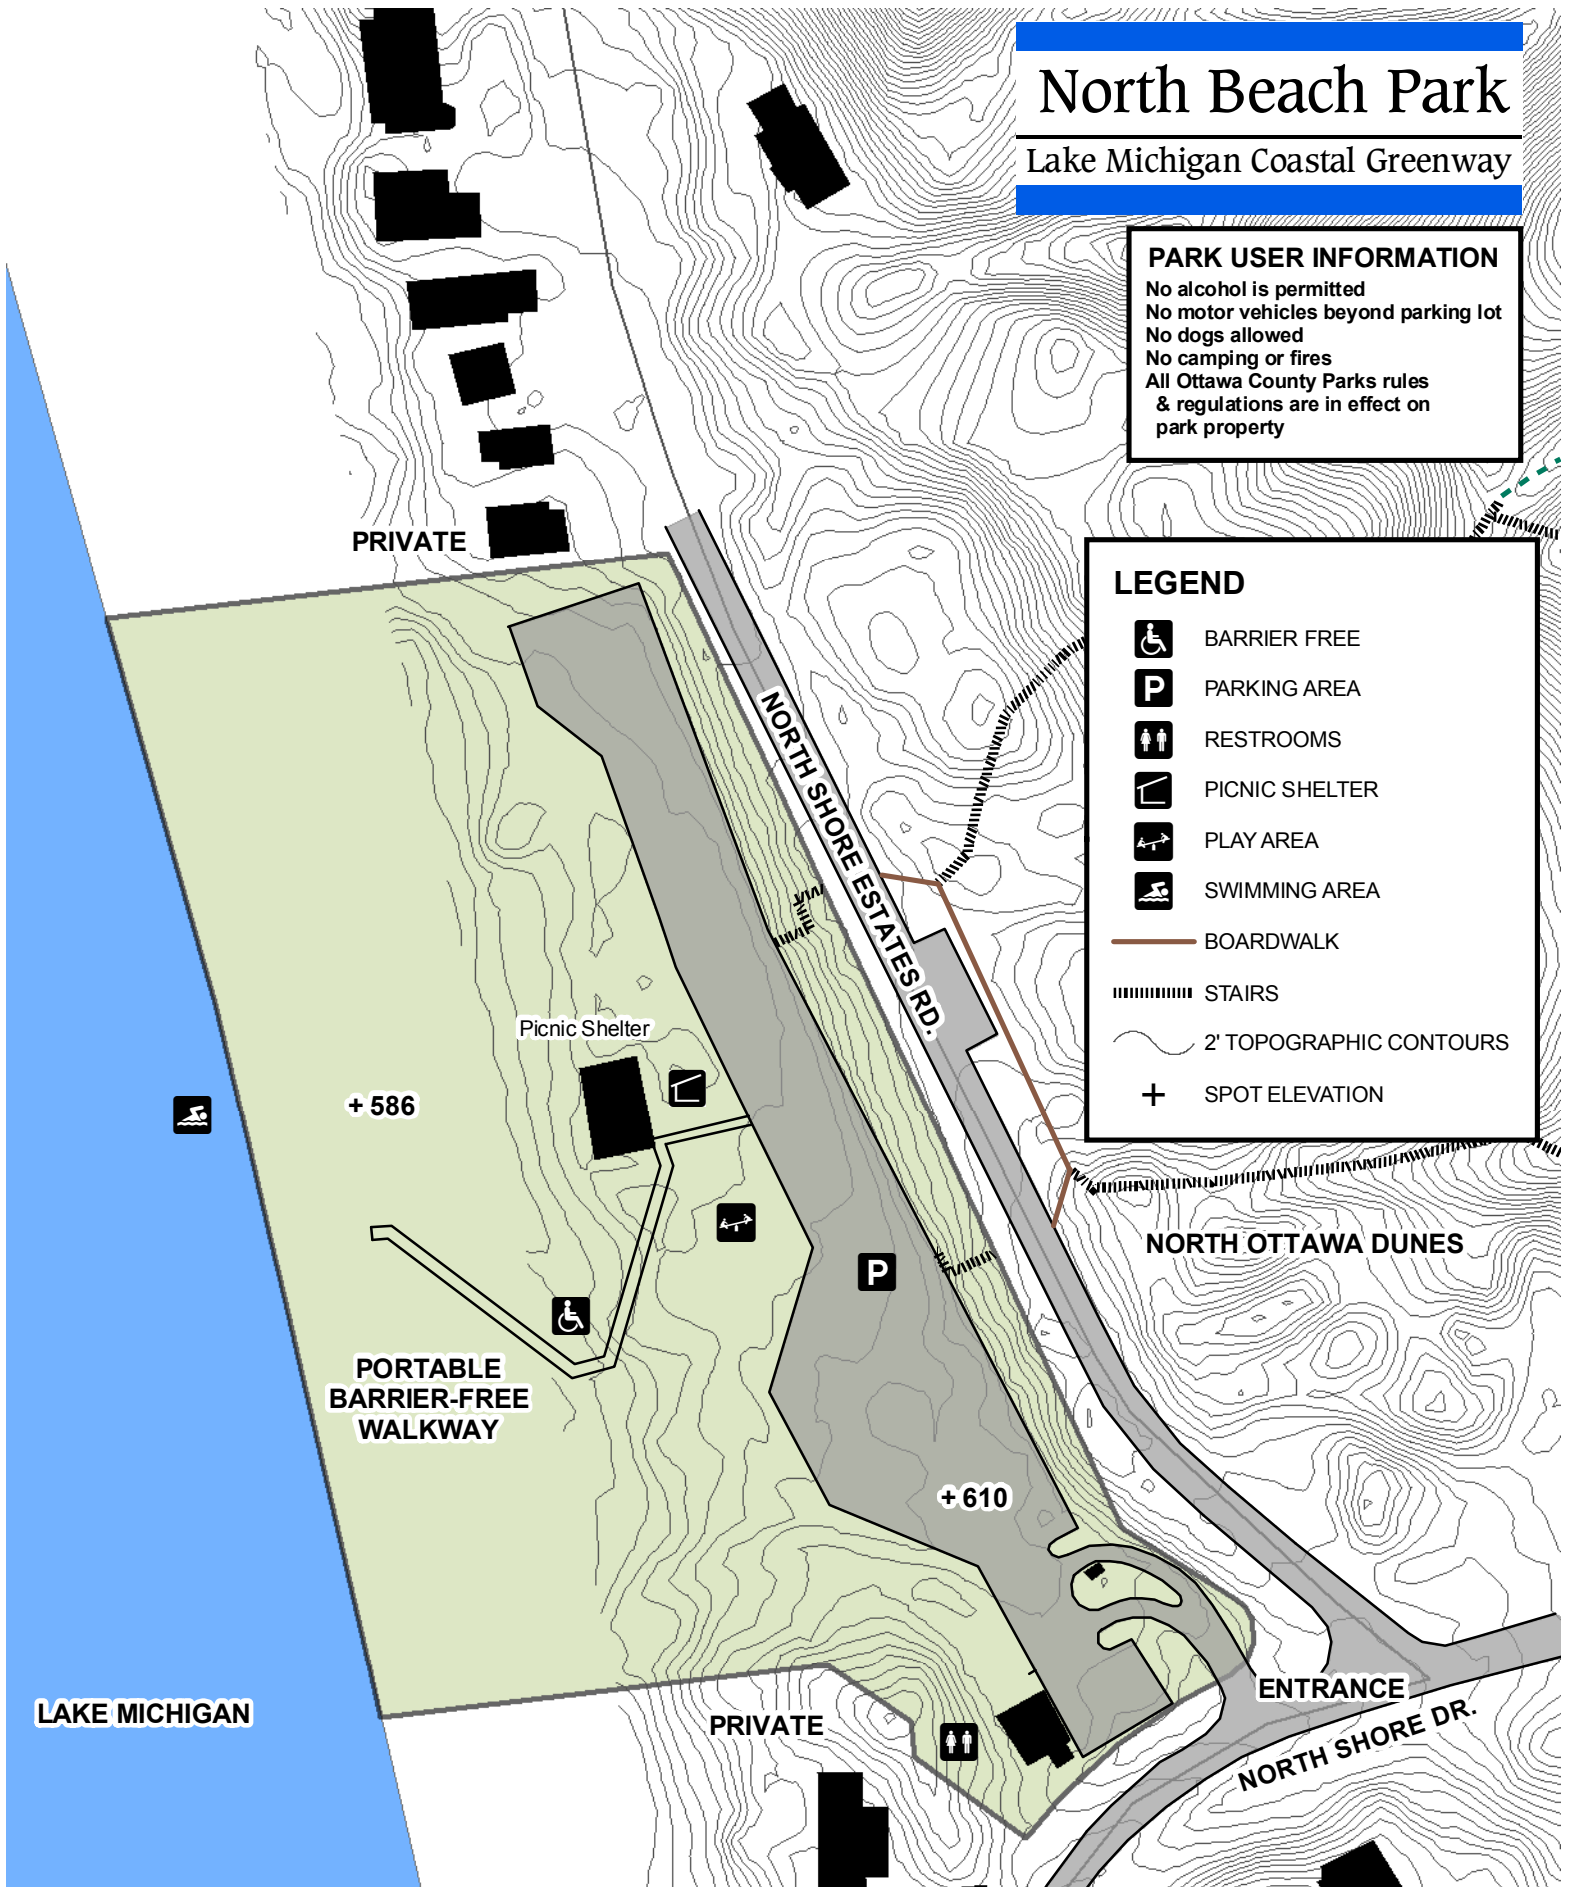 North Beach Park
Lake Michigan Coastal Greenway
PARK USER INFORMATION
No alcohol is permitted
No motor vehicles beyond parking lot
No dogs allowed
No camping or fires
All Ottawa County Parks rules
& regulations are in effect on
park property
PRIVATE
LEGEND
BARRIER FREE
P PARKING AREA
RESTROOMS
PICNIC SHELTER
PLAY AREA
SWIMMING AREA
BOARDWALK
STAIRS
2' TOPOGRAPHIC CONTOURS
+ SPOT ELEVATION
NORTH SHORE ESTATES RD.
Picnic Shelter
+ 586
NORTH OTTAWA DUNES
P
PORTABLE
BARRIER-FREE
WALKWAY
+ 610
ENTRANCE
LAKE MICHIGAN
PRIVATE
NORTH SHORE DR.